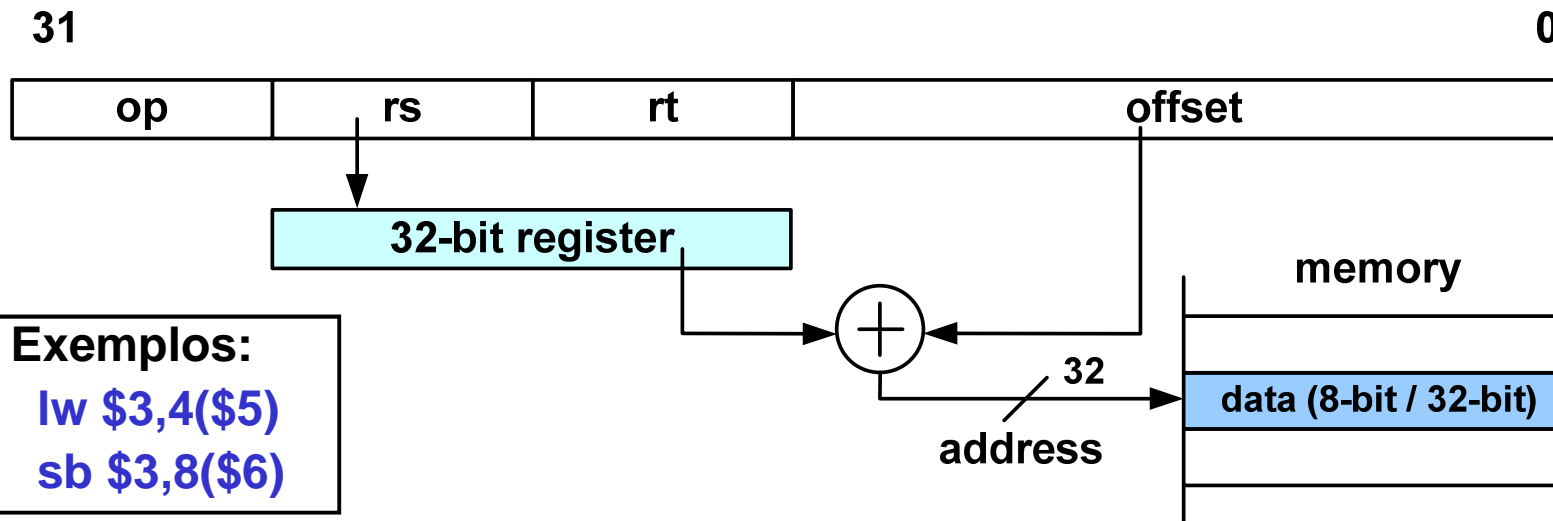 31 0
op rs rt offset
32-bit register
memory
Exemplos:
lw $3,4($5)
sb $3,8($6)
32
address
data (8-bit / 32-bit)